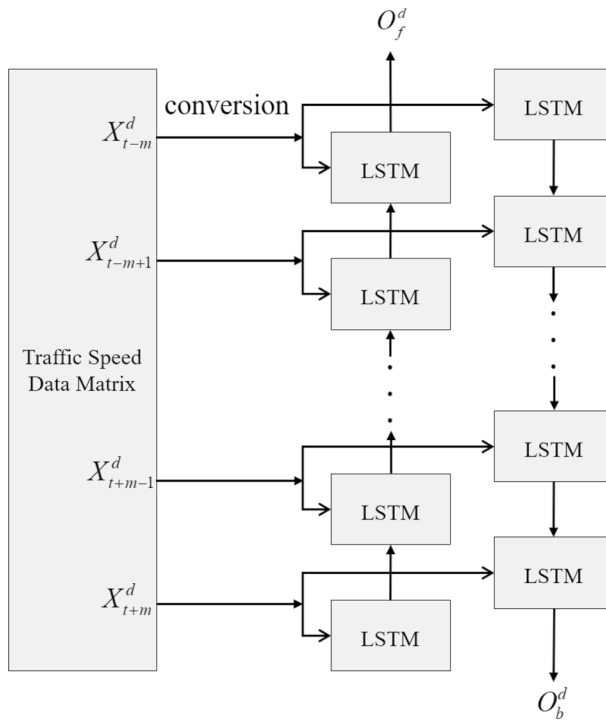 O_f^d
conversion
LSTM
X_{t-m}^d
LSTM
LSTM
X_{t-m+1}^d
LSTM
Traffic Speed
Data Matrix
LSTM
X_{t+m-1}^d
LSTM
LSTM
X_{t+m}^d
LSTM
O_b^d